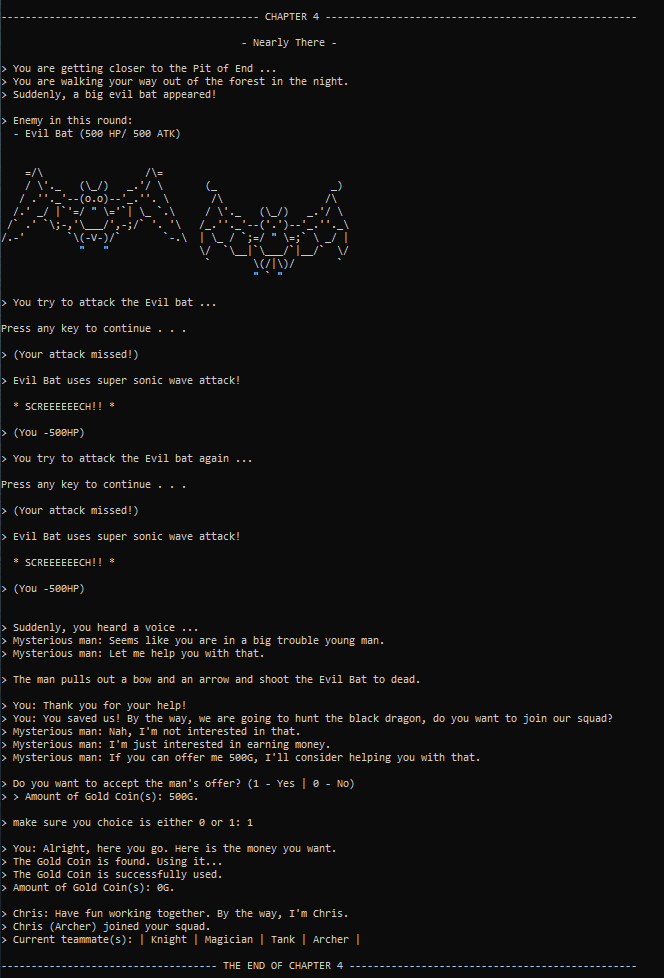 ------------------------------------------- CHAPTER 4 ----------------------------------------------------
- Nearly There -
> You are getting closer to the Pit of End ...
> You are walking your way out of the forest in the night.
> Suddenly, a big evil bat appeared!
> Enemy in this round:
- Evil Bat (500 HP/ 500 ATK)
> You try to attack the Evil bat ...
Press any key to continue . . .
> (Your attack missed!)
> Evil Bat uses super sonic wave attack!
* SCREEEEEECH!! *
> (You -500HP)
> You try to attack the Evil bat again ...
Press any key to continue . . .
> (Your attack missed!)
> Evil Bat uses super sonic wave attack!
* SCREEEEEECH!! *
> (You -500HP)
> Suddenly, you heard a voice ...
> Mysterious man: Seems like you are in a big trouble young man.
> Mysterious man: Let me help you with that.
> The man pulls out a bow and an arrow and shoot the Evil Bat to dead.
> You: Thank you for your help!
> You: You saved us! By the way, we are going to hunt the black dragon, do you want to join our squad?
> Mysterious man: Nah, I'm not interested in that.
> Mysterious man: I'm just interested in earning money.
> Mysterious man: If you can offer me 500G, I'll consider helping you with that.
> Do you want to accept the man's offer? (1 - Yes | 0 - No)
> > Amount of Gold Coin(s): 500G.
> make sure you choice is either 0 or 1: 1
> You: Alright, here you go. Here is the money you want.
> The Gold Coin is found. Using it...
> The Gold Coin is successfully used.
> Amount of Gold Coin(s): 0G.
> Chris: Have fun working together. By the way, I'm Chris.
> Chris (Archer) joined your squad.
> Current teammate(s): | Knight | Magician | Tank | Archer |
------------------------------------ THE END OF CHAPTER 4 ------------------------------------------------